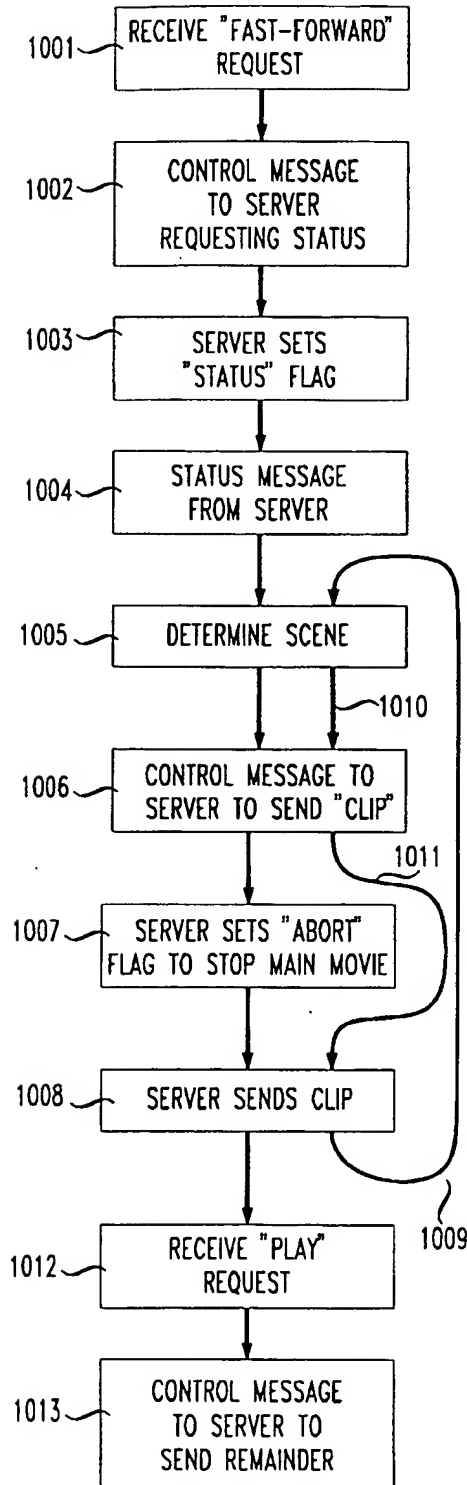 1001
RECEIVE "FAST-FORWARD"
REQUEST
1002
CONTROL MESSAGE
TO SERVER
REQUESTING STATUS
1003
SERVER SETS
"STATUS" FLAG
1004
STATUS MESSAGE
FROM SERVER
1005
DETERMINE SCENE
1010
1006
CONTROL MESSAGE TO
SERVER TO SEND "CLIP"
1011
1007
SERVER SETS "ABORT"
FLAG TO STOP MAIN MOVIE
1008
SERVER SENDS CLIP
1009
1012
RECEIVE "PLAY"
REQUEST
1013
CONTROL MESSAGE
TO SERVER TO
SEND REMAINDER